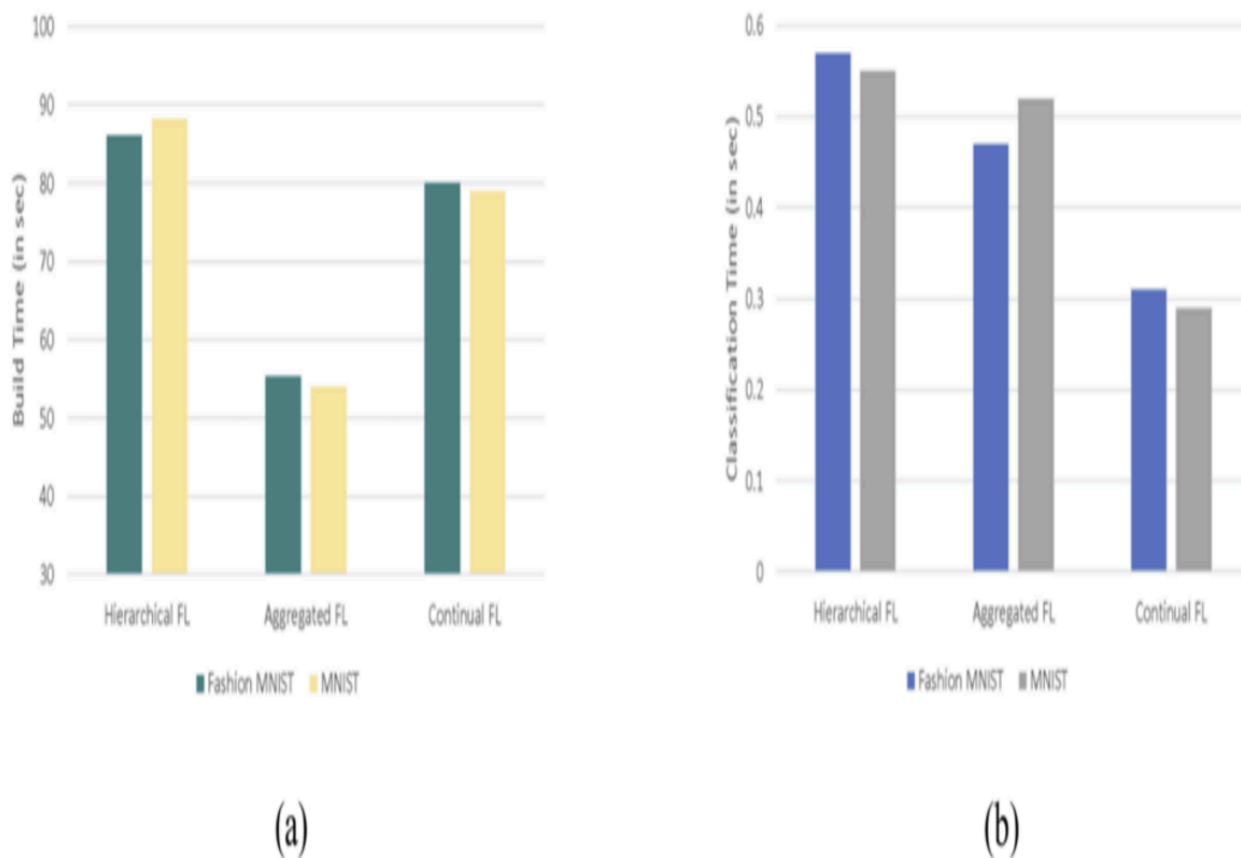 100
90
80
70
60
50
40
30
Build Time (in sec)
Hierarchical FL Aggregated FL Continual FL
Fashion MNIST MNIST
(a)
0.6
0.5
0.4
0.3
0.2
0.1
0
Classification Time (in sec)
Hierarchical FL Aggregated FL Continual FL
Fashion MNIST MNIST
(b)